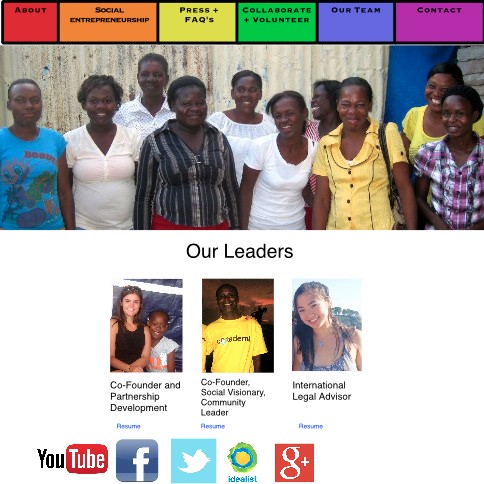 ABOUT
SOCIAL ENTREPRENEURSHIP
PRESS + FAQ'S
COLLABORATE + VOLUNTEER
OUR TEAM
CONTACT
Our Leaders
Co-Founder and
Partnership
Development
Resume
Co-Founder,
Social Visionary,
Community
Leader
Resume
International
Legal Advisor
Resume
YouTube
f
idealist
g+